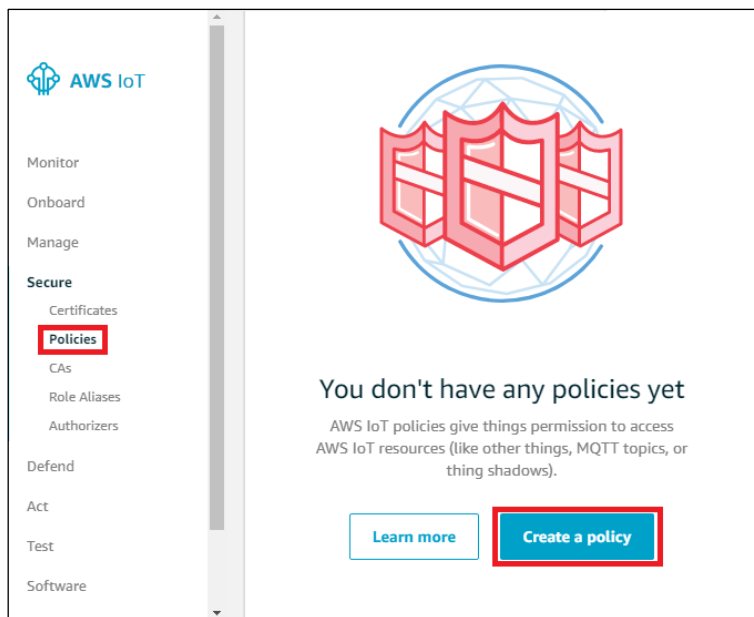 AWS IoT
Monitor
Onboard
Manage
Secure
Certificates
Policies
CAs
Role Aliases
Authorizers
Defend
Act
Test
Software
You don't have any policies yet
AWS IoT policies give things permission to access
AWS IoT resources (like other things, MQTT topics, or
thing shadows).
Learn more
Create a policy